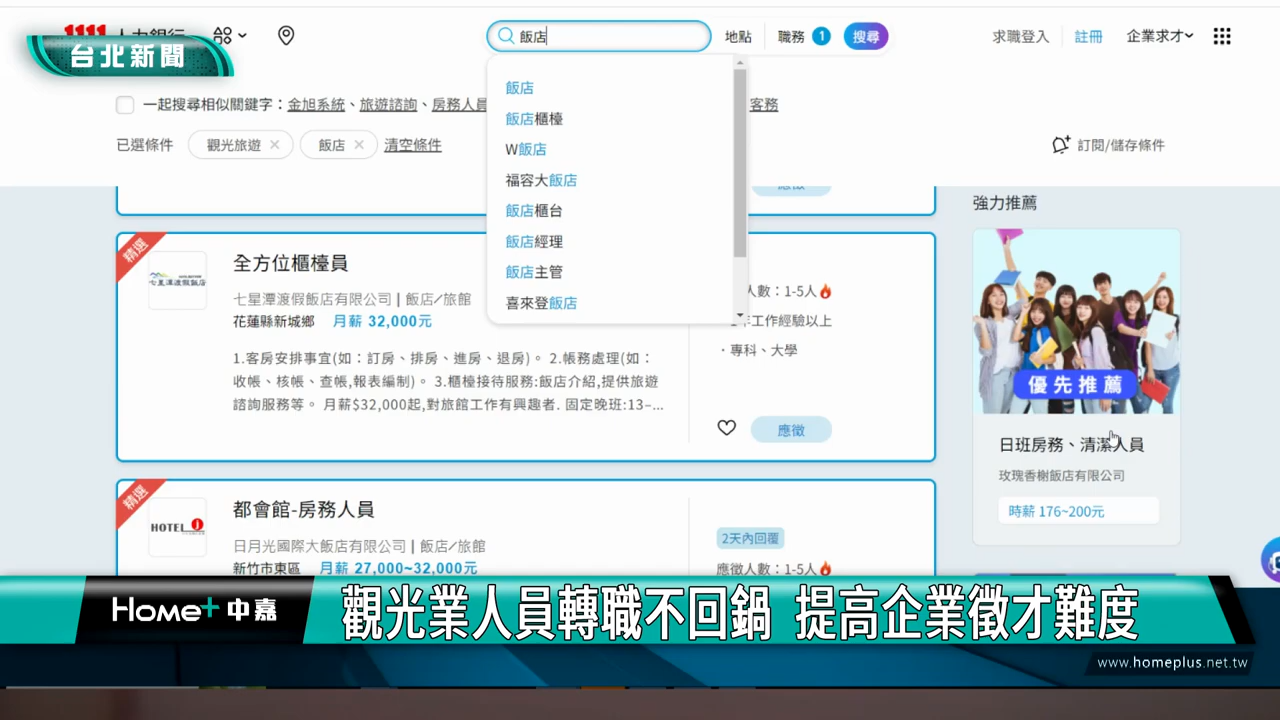 1111 人力銀行
台北新聞
飯店
地點
職務 1
搜尋
求職登入
註冊
企業求才
一起搜尋相似關鍵字：金旭系統、旅遊諮詢、房務人員
客務
已選條件
觀光旅遊 ×
飯店 ×
清空條件
訂閱/儲存條件
飯店
飯店櫃檯
W飯店
福容大飯店
飯店櫃台
飯店經理
飯店主管
喜來登飯店
應徵
精選
七星潭渡假飯店
全方位櫃檯員
七星潭渡假飯店有限公司 | 飯店／旅館
花蓮縣新城鄉 月薪 32,000元
1.客房安排事宜(如：訂房、排房、進房、退房)。 2.帳務處理(如：
收帳、核帳、查帳,報表編制)。 3.櫃檯接待服務:飯店介紹,提供旅遊
諮詢服務等。 月薪$32,000起,對旅館工作有興趣者. 固定晚班:13–...
人數：1-5人
年工作經驗以上
・專科、大學
應徵
強力推薦
優先推薦
日班房務、清潔人員
玫瑰香榭飯店有限公司
時薪 176~200元
精選
HOTEL J
都會館-房務人員
日月光國際大飯店有限公司 | 飯店／旅館
新竹市東區 月薪 27,000~32,000元
2天內回覆
應徵人數：1-5人
Home+ 中嘉
觀光業人員轉職不回鍋 提高企業徵才難度
www.homeplus.net.tw